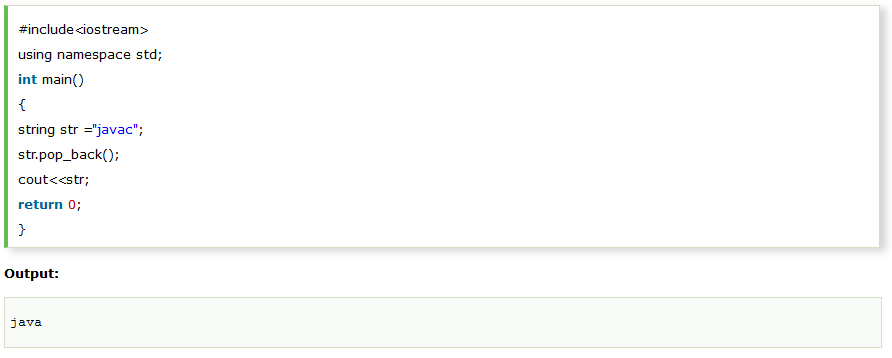 #include<iostream>
using namespace std;
int main()
{
string str ="javac";
str.pop_back();
cout<<str;
return 0;
}
Output:
java